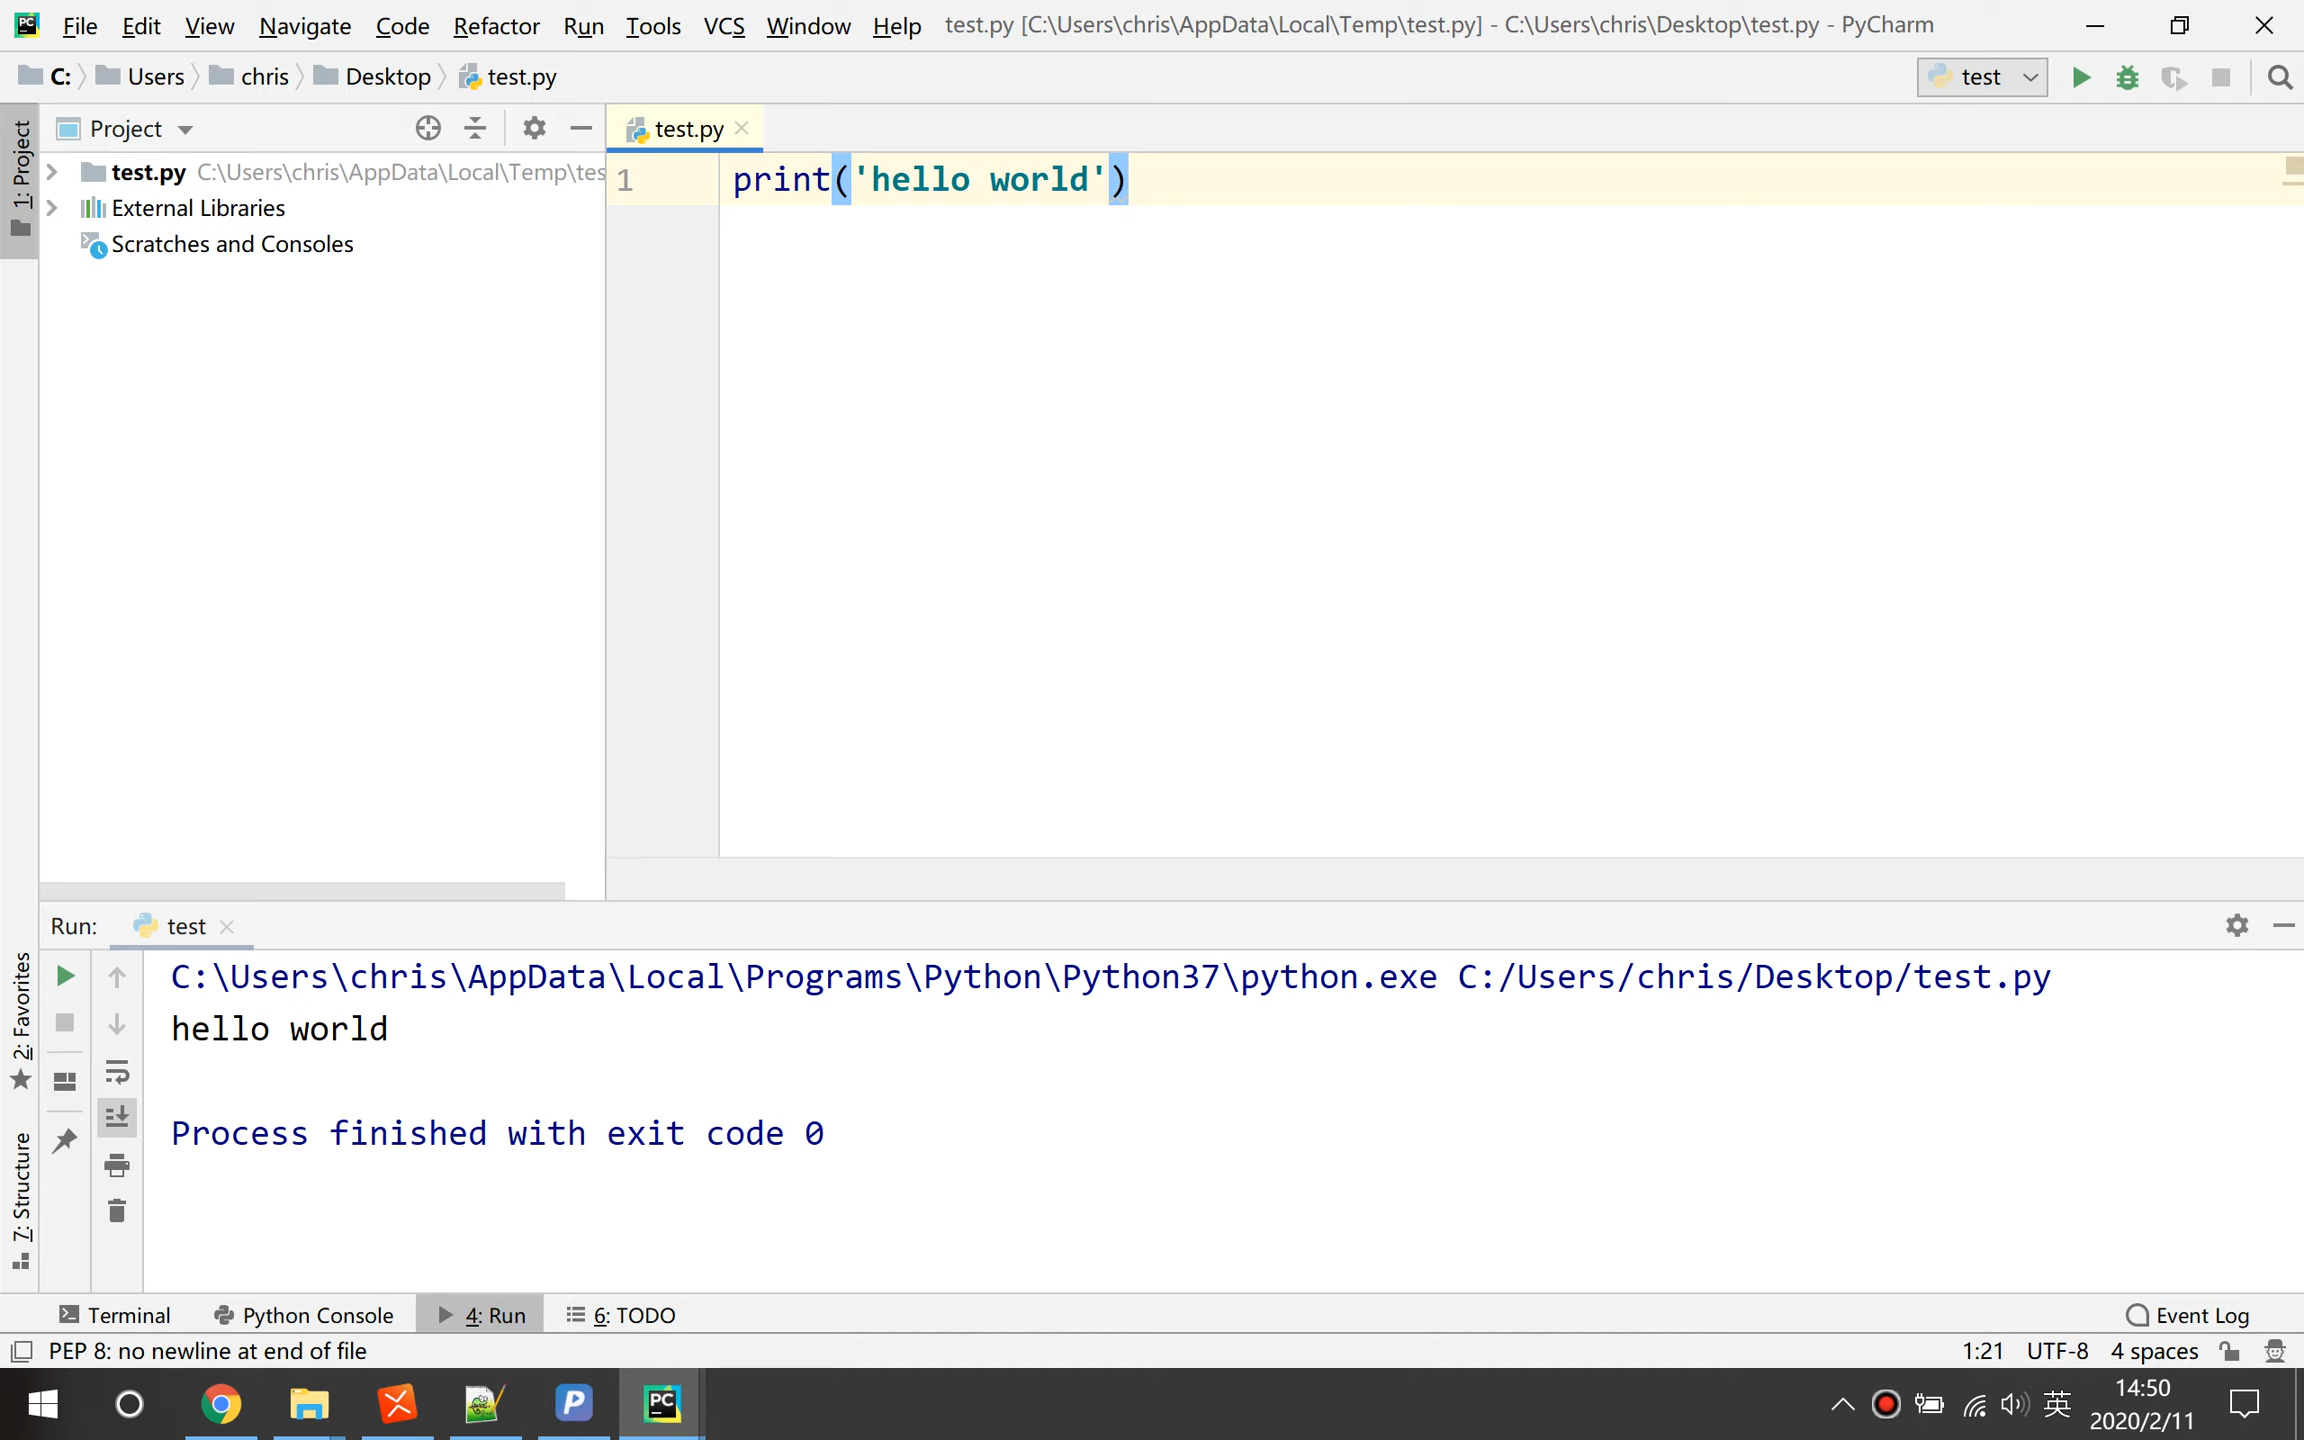 File Edit View Navigate Code Refactor Run Tools VCS Window Help test.py [C:\Users\chris\AppData\Local\Temp\test.py] - C:\Users\chris\Desktop\test.py - PyCharm
C: Users chris Desktop test.py test
1: Project
Project
test.py
test.py C:\Users\chris\AppData\Local\Temp\tes
External Libraries
Scratches and Consoles
1 print('hello world')
Run: test
C:\Users\chris\AppData\Local\Programs\Python\Python37\python.exe C:/Users/chris/Desktop/test.py
hello world
Process finished with exit code 0
2: Favorites
7: Structure
Terminal Python Console 4: Run 6: TODO Event Log
PEP 8: no newline at end of file 1:21 UTF-8 4 spaces
PC
英
14:50
2020/2/11